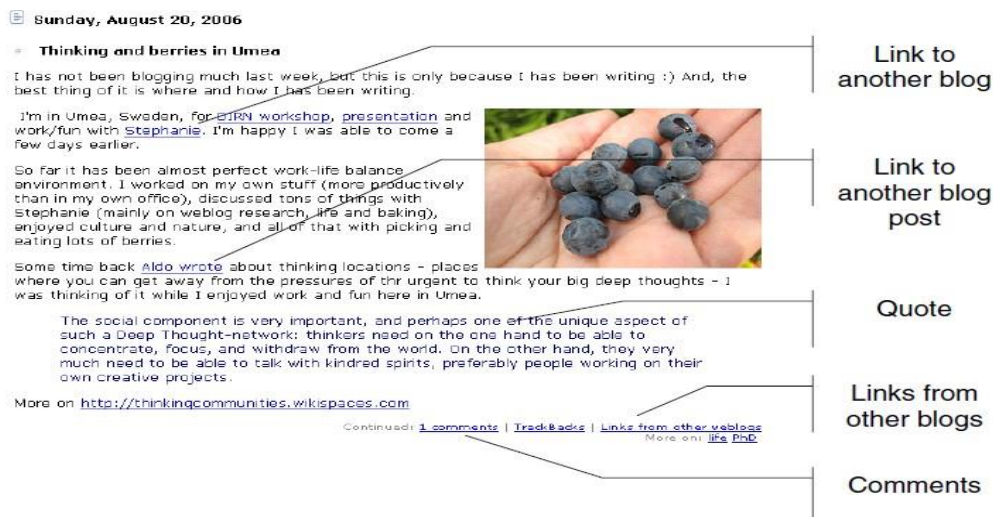 Sunday, August 20, 2006
Thinking and berries in Umea
I has not been blogging much last week, but this is only because I has been writing :) And, the
best thing of it is where and how I has been writing.
I'm in Umea, Sweden, for DIRN workshop, presentation and
work/fun with Stephanie. I'm happy I was able to come a
few days earlier.
So far it has been almost perfect work-life balance
environment. I worked on my own stuff (more productively
than in my own office), discussed tons of things with
Stephanie (mainly on weblog research, life and baking),
enjoyed culture and nature, and all of that with picking and
eating lots of berries.
Some time back Aldo wrote about thinking locations - places
where you can get away from the pressures of thr urgent to think your big deep thoughts - I
was thinking of it while I enjoyed work and fun here in Umea.
The social component is very important, and perhaps one of the unique aspect of
such a Deep Thought-network: thinkers need on the one hand to be able to
concentrate, focus, and withdraw from the world. On the other hand, they very
much need to be able to talk with kindred spirits, preferably people working on their
own creative projects.
More on http://thinkingcommunities.wikispaces.com
Continued: 1 comments | TrackBacks | Links from other weblogs
More on: life PhD
Link to
another blog
Link to
another blog
post
Quote
Links from
other blogs
Comments